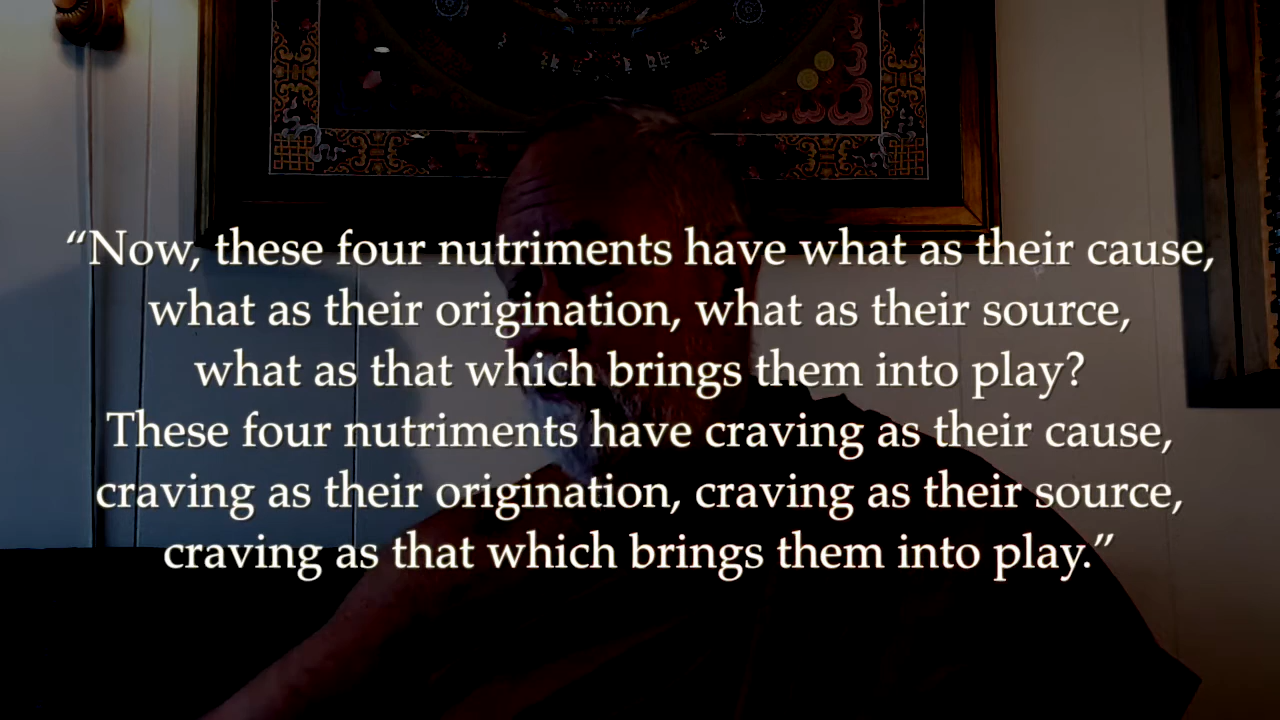 “Now, these four nutriments have what as their cause,
what as their origination, what as their source,
what as that which brings them into play?
These four nutriments have craving as their cause,
craving as their origination, craving as their source,
craving as that which brings them into play.”